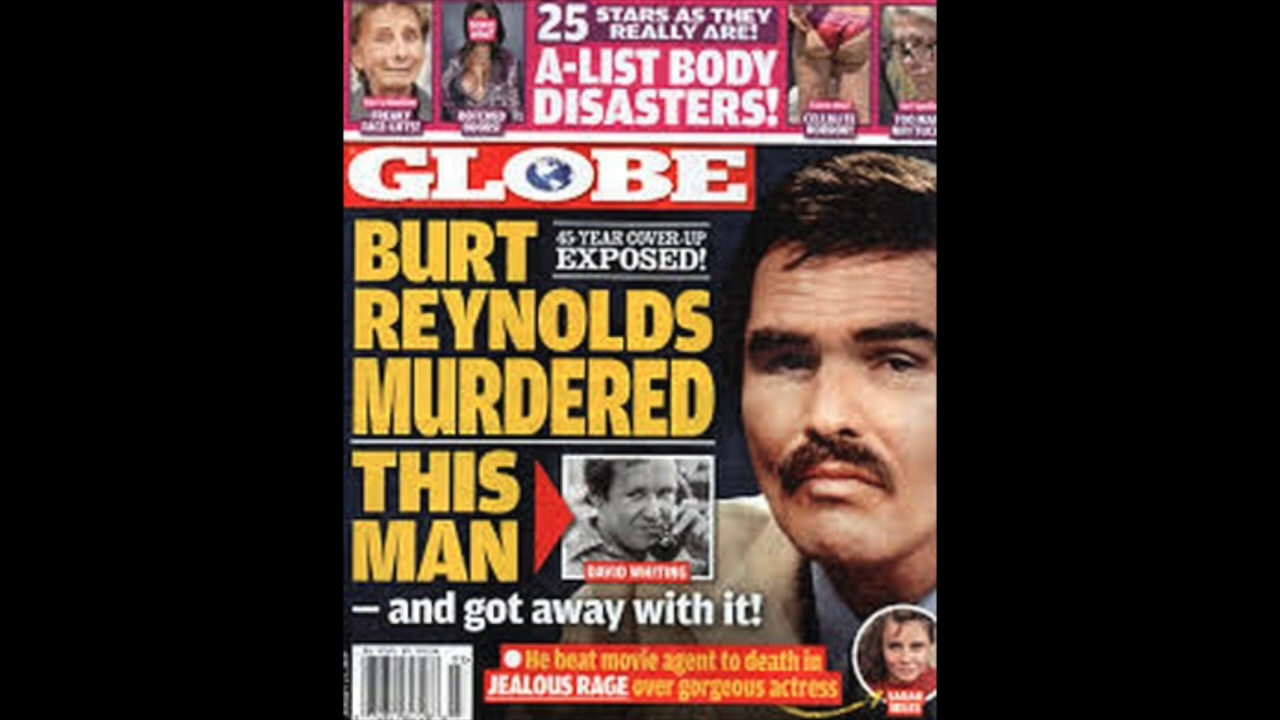 25 STARS AS THEY
REALLY ARE!
A-LIST BODY
DISASTERS!
FREAKY
FACE-LIFTS!
BOTCHED
BOOBS!
CELLULITE
HORROR!
GLOBE
BURT
45-YEAR COVER-UP
EXPOSED!
REYNOLDS
MURDERED
THIS
MAN
DAVID WHITING
– and got away with it!
He beat movie agent to death in
JEALOUS RAGE over gorgeous actress
SARAH
MILES